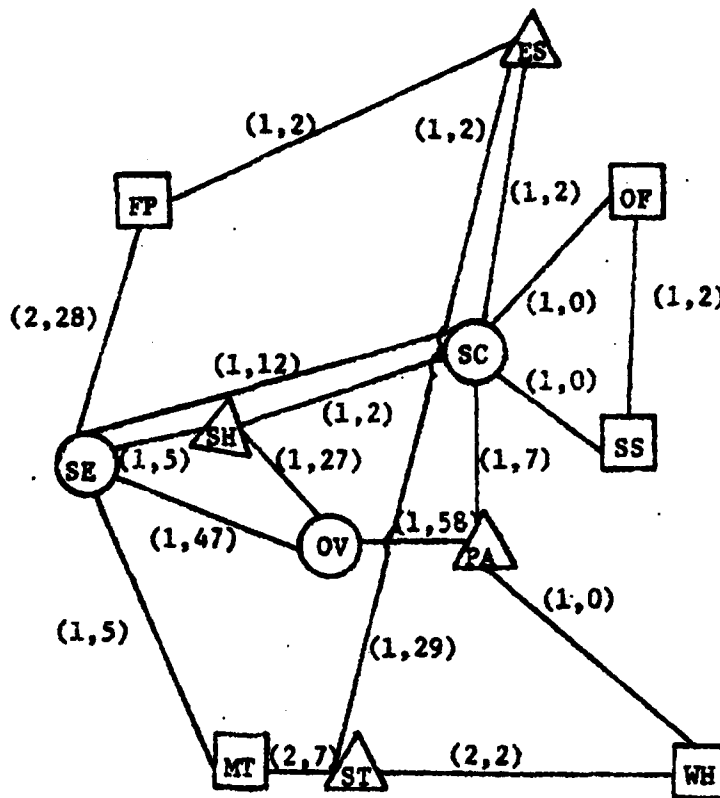 ES
(1,2)
(1,2)
FP
(1,2)
OF
(2,28)
(1,0)
(1,2)
(1,12)
SC
(1,2)
(1,0)
SH
SE
(1,5)
(1,27)
(1,7)
SS
(1,47)
OV
(1,58)
PA
(1,0)
(1,5)
(1,29)
MT
(2,7)
ST
(2,2)
WH